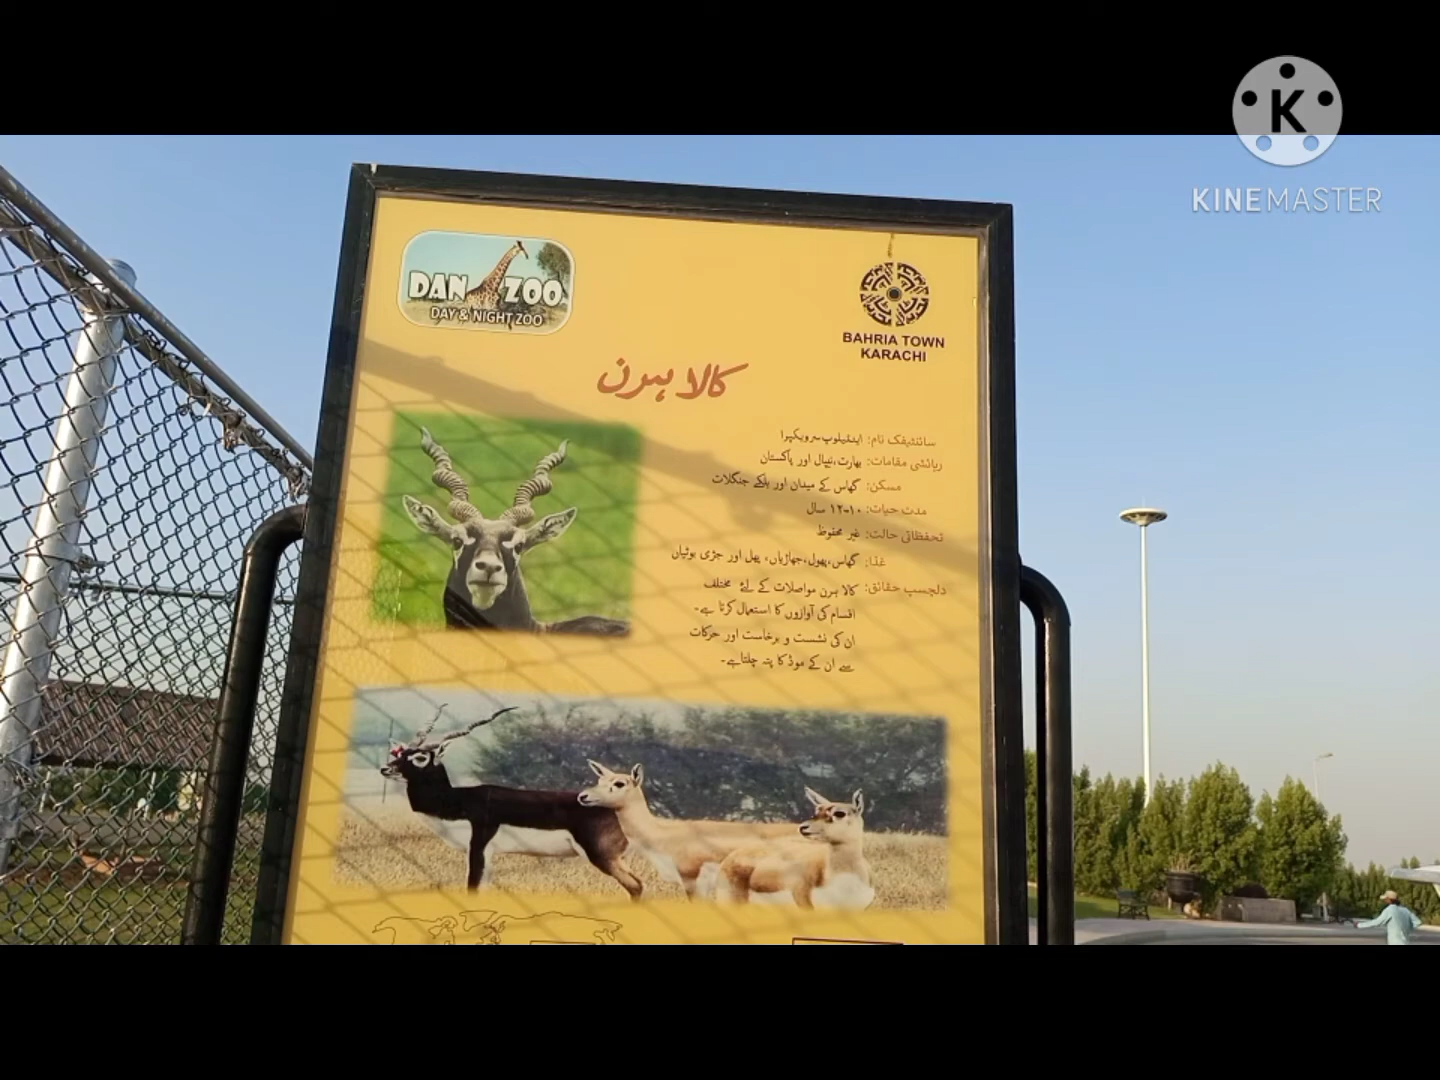 KINEMASTER
DAN ZOO
DAY & NIGHT ZOO
BAHRIA TOWN
KARACHI
کالا ہرن
سائنٹیفک نام: اینٹیلوپ سرویکپرا
رہائشی مقامات: بھارت، نیپال اور پاکستان
مسکن: گھاس کے میدان اور ہلکے جنگلات
مدت حیات: ۱۰-۱۲ سال
تحفظاتی حالت: غیر محفوظ
غذا: گھاس، پھول، جھاڑیاں، پھل اور جڑی بوٹیاں
دلچسپ حقائق: کالا ہرن مواصلات کے لئے مختلف
اقسام کی آوازوں کا استعمال کرتا ہے۔
ان کی نشست و برخاست اور حرکات
سے ان کے موڈ کا پتہ چلتا ہے۔